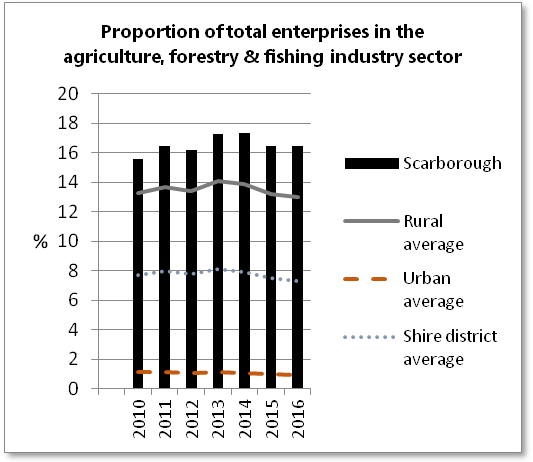 Proportion of total enterprises in the
agriculture, forestry & fishing industry sector
20
18
16
14
12
10
8
6
4
2
0
%
2010
2011
2012
2013
2014
2015
2016
Scarborough
Rural
average
Urban
average
Shire district
average